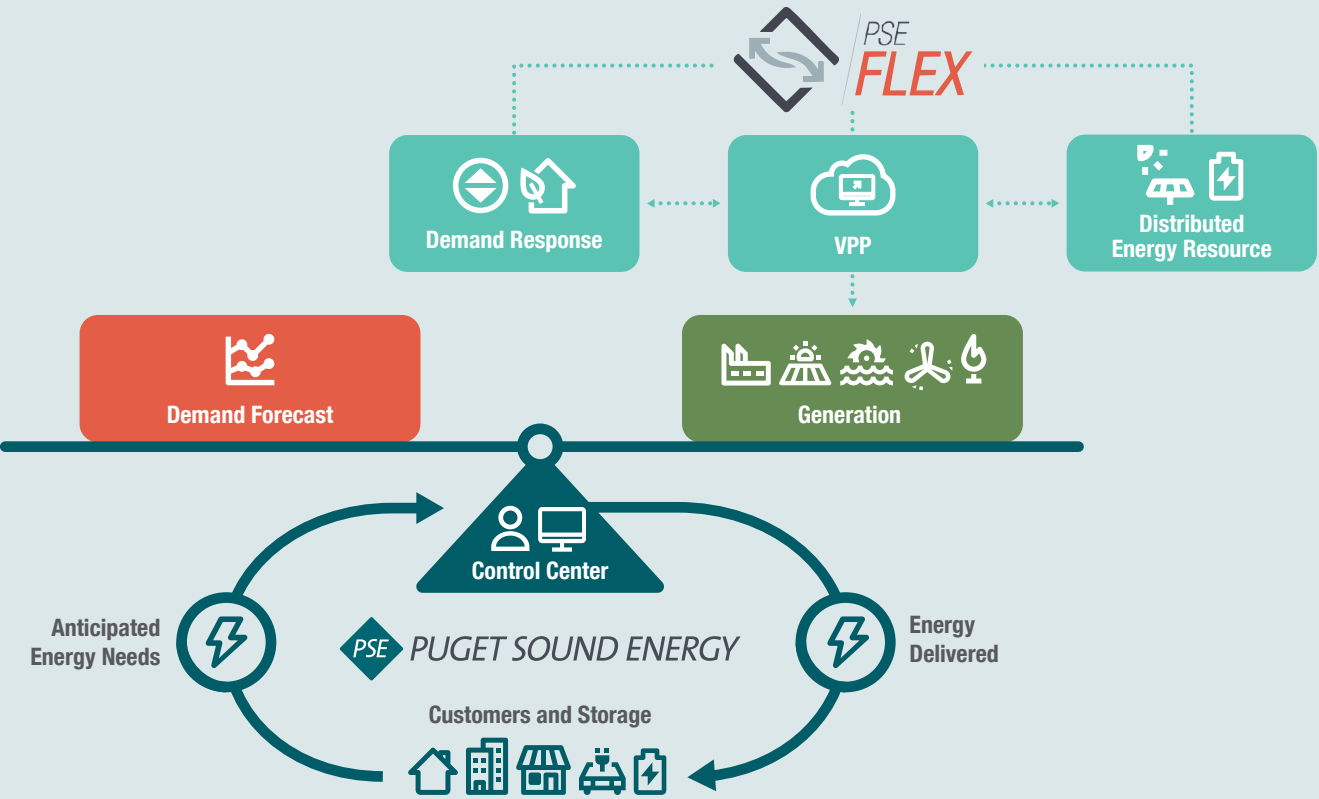 PSE
FLEX
Demand Response
VPP
Distributed
Energy Resource
Demand Forecast
Generation
Control Center
Anticipated
Energy Needs
PSE PUGET SOUND ENERGY
Energy
Delivered
Customers and Storage